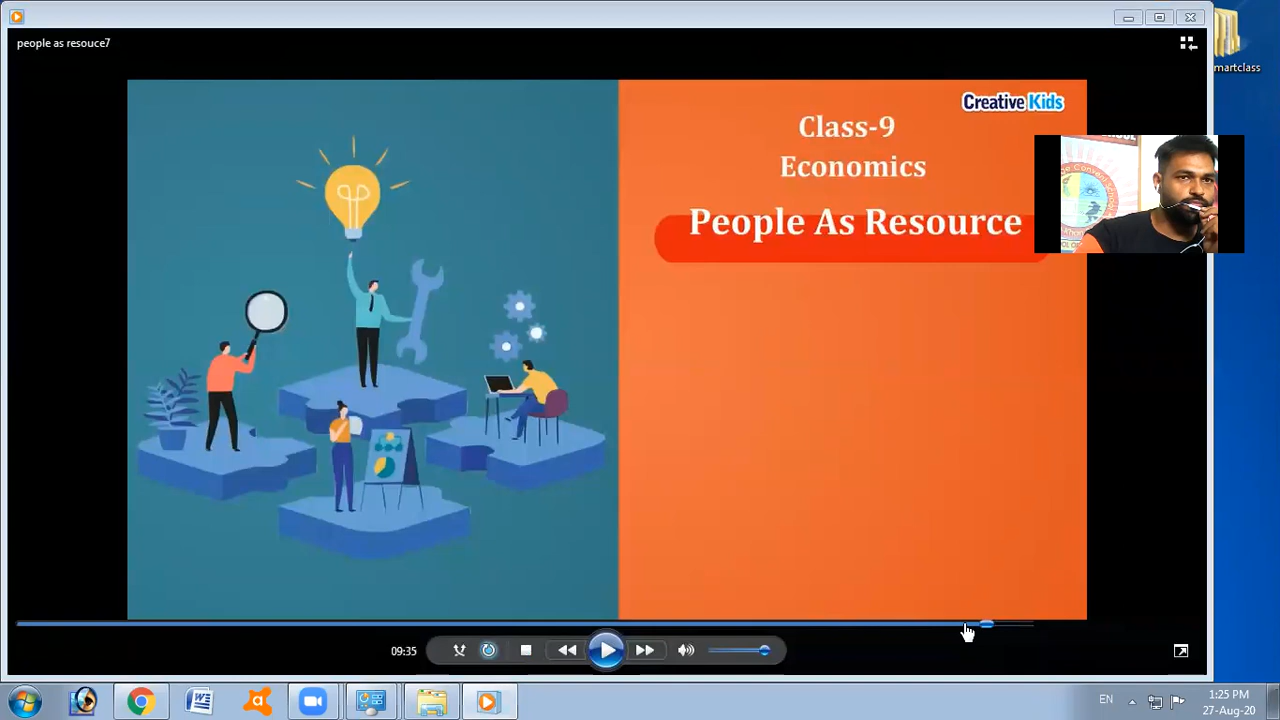 people as resouce7
martclass
Creative Kids
Class-9
Economics
People As Resource
09:35
EN
1:25 PM
27-Aug-20